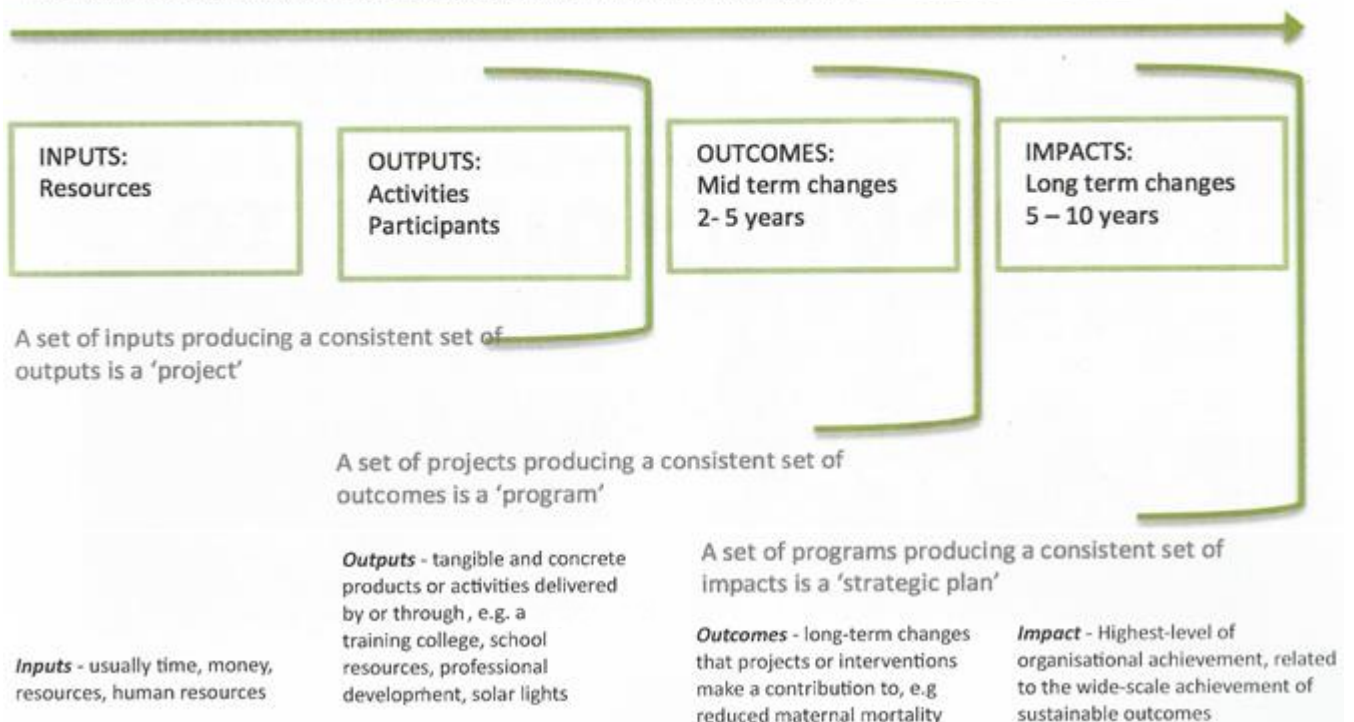 INPUTS:
Resources
OUTPUTS:
Activities
Participants
OUTCOMES:
Mid term changes
2- 5 years
IMPACTS:
Long term changes
5 – 10 years
A set of inputs producing a consistent set of
outputs is a ‘project’
A set of projects producing a consistent set of
outcomes is a ‘program’
A set of programs producing a consistent set of
impacts is a ‘strategic plan’
Inputs - usually time, money,
resources, human resources
Outputs - tangible and concrete
products or activities delivered
by or through, e.g. a
training college, school
resources, professional
development, solar lights
Outcomes - long-term changes
that projects or interventions
make a contribution to, e.g
reduced maternal mortality
Impact - Highest-level of
organisational achievement, related
to the wide-scale achievement of
sustainable outcomes